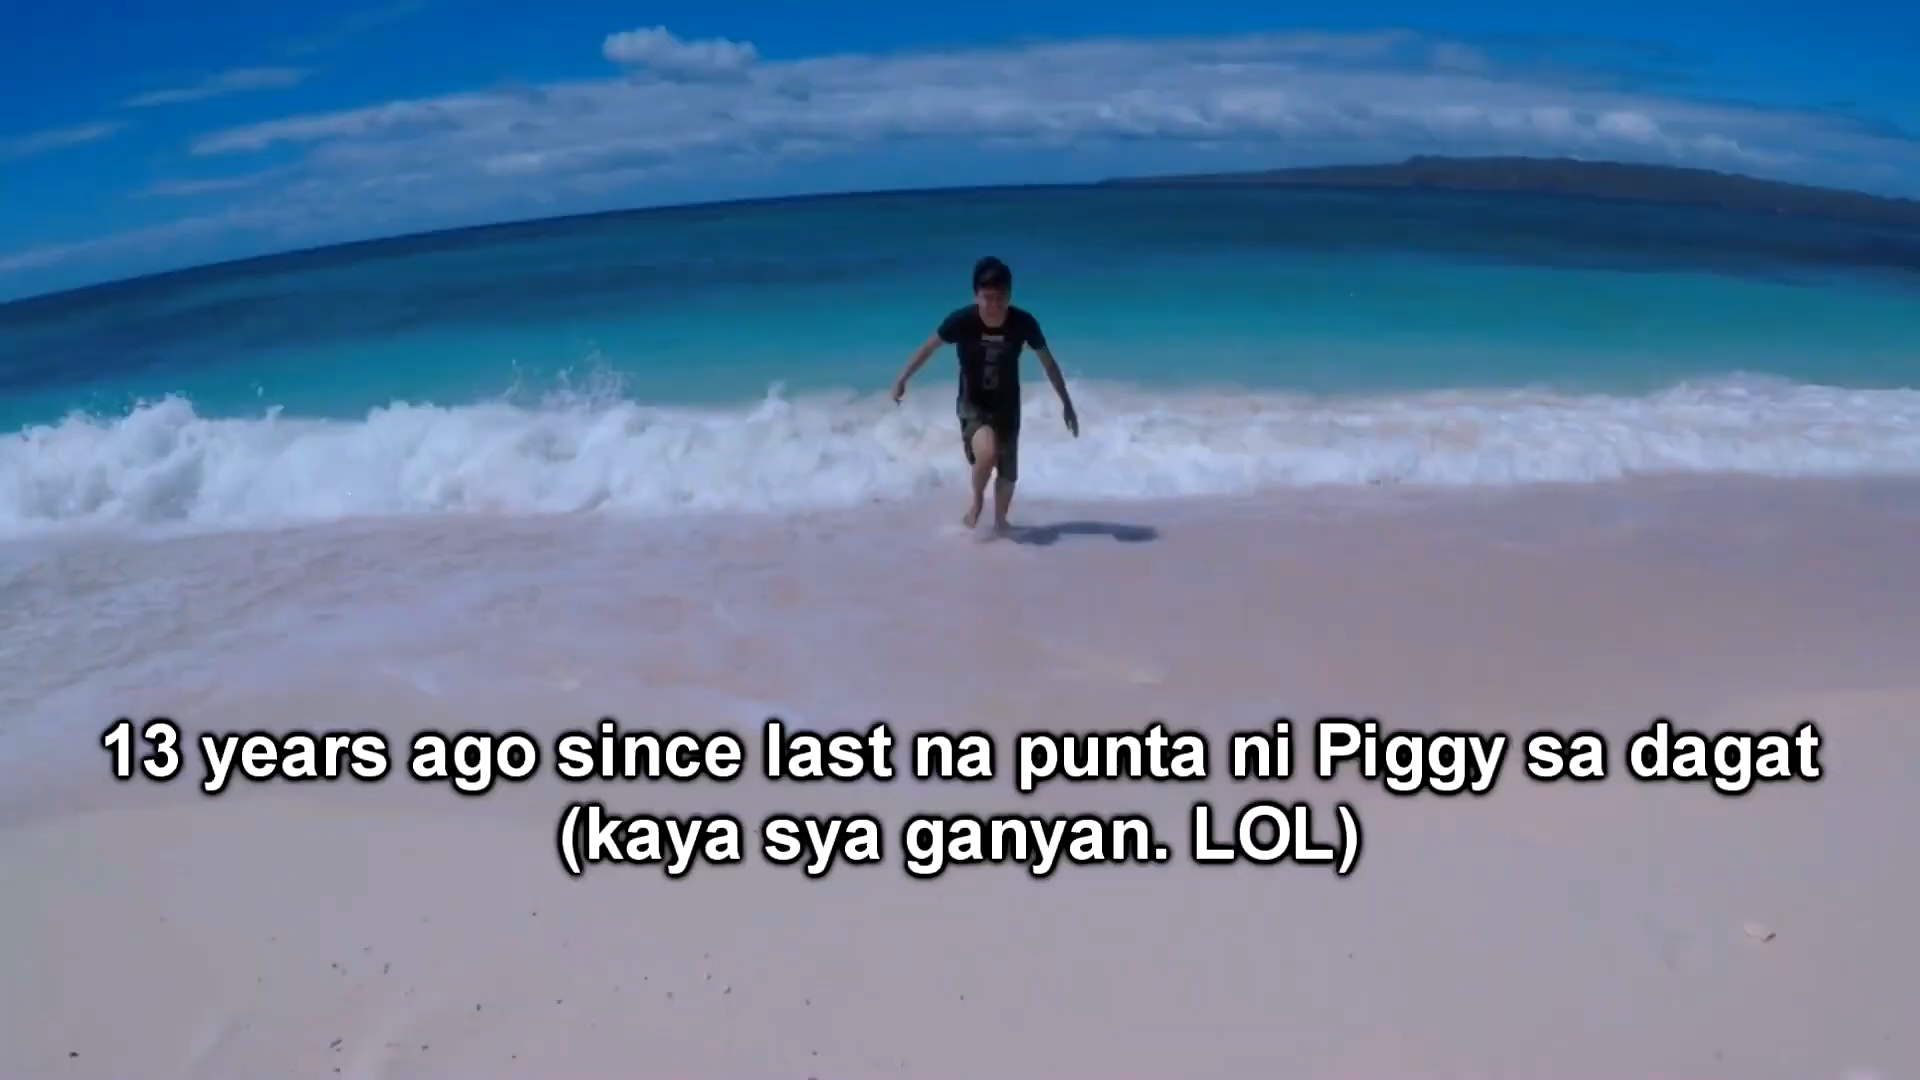 13 years ago since last na punta ni Piggy sa dagat
(kaya sya ganyan. LOL)